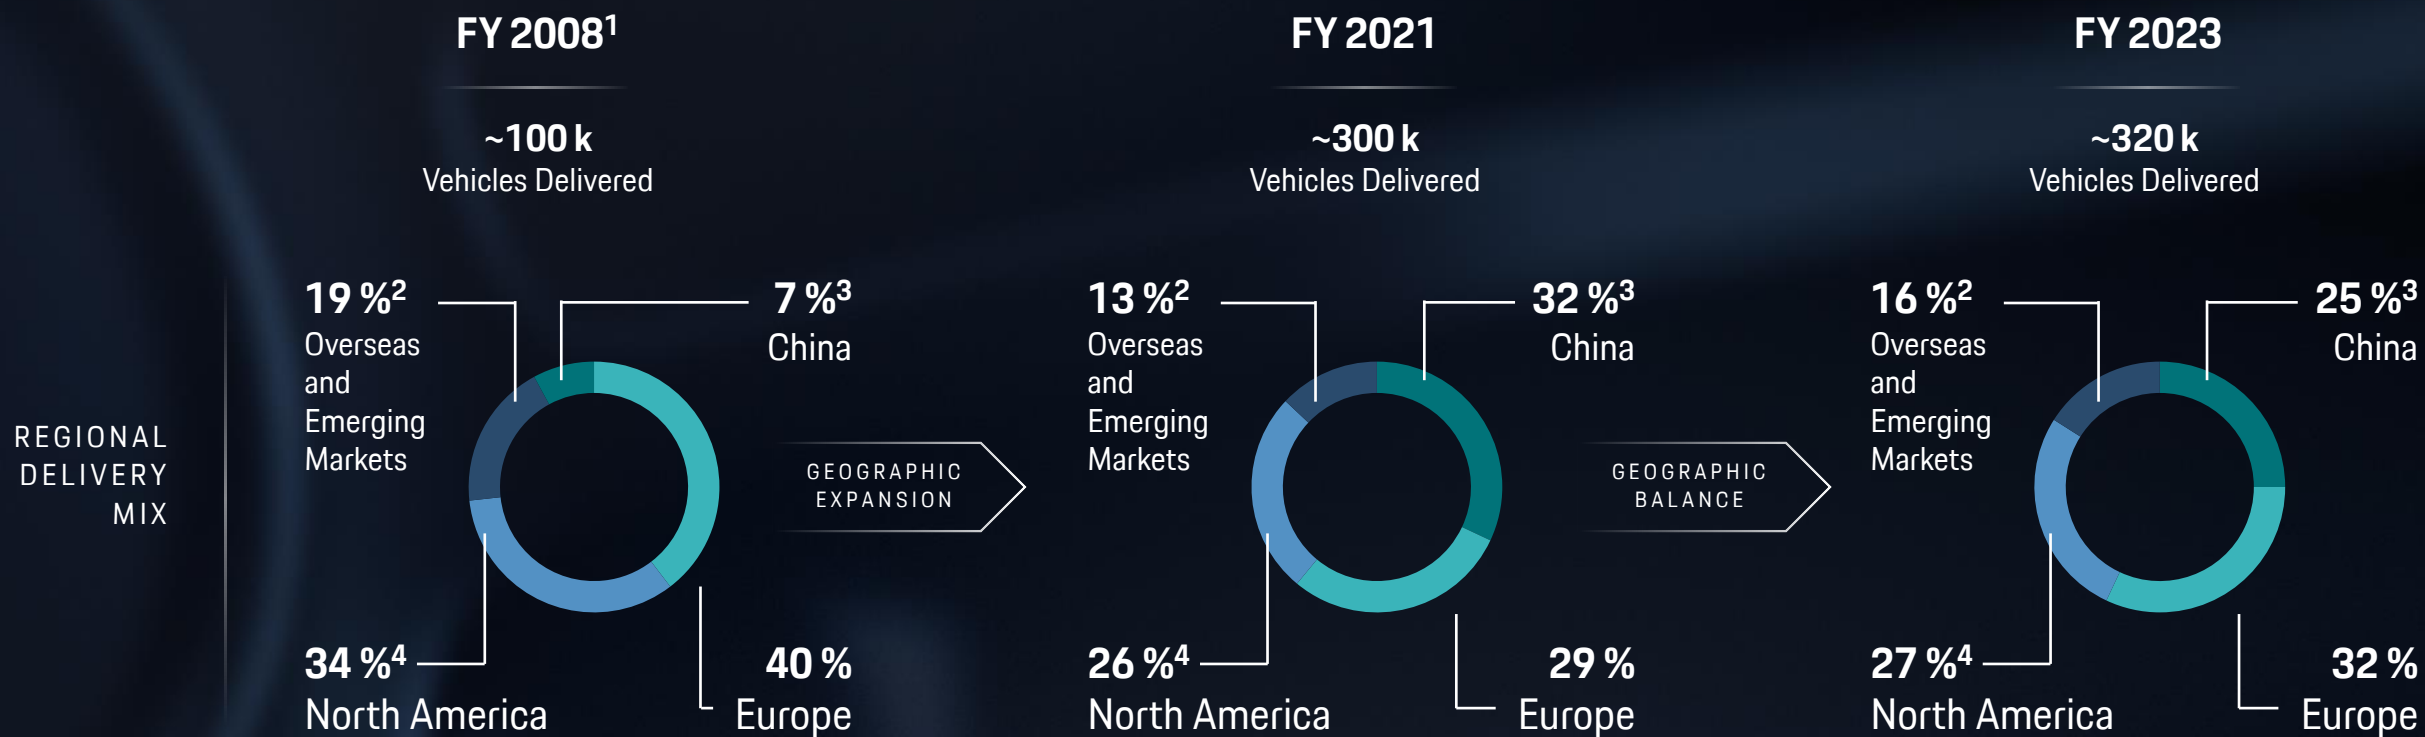 FY 2008¹
~100 k
Vehicles Delivered
FY 2021
~300 k
Vehicles Delivered
FY 2023
~320 k
Vehicles Delivered
REGIONAL
DELIVERY
MIX
19 %²
Overseas
and
Emerging
Markets
7 %³
China
34 %⁴
North America
40 %
Europe
GEOGRAPHIC
EXPANSION
13 %²
Overseas
and
Emerging
Markets
32 %³
China
26 %⁴
North America
29 %
Europe
GEOGRAPHIC
BALANCE
16 %²
Overseas
and
Emerging
Markets
25 %³
China
27 %⁴
North America
32 %
Europe